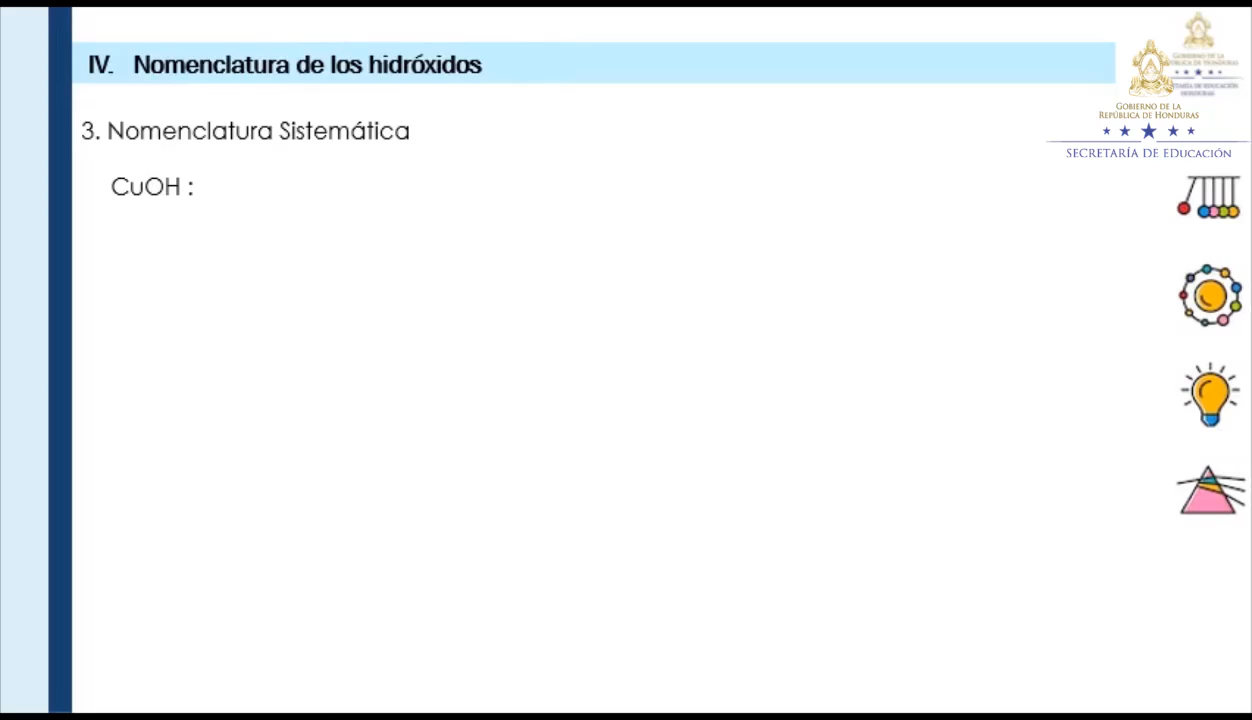 IV. Nomenclatura de los hidróxidos
3. Nomenclatura Sistemática
CuOH :
GOBIERNO DE LA
REPÚBLICA DE HONDURAS
SECRETARÍA DE EDUCACIÓN